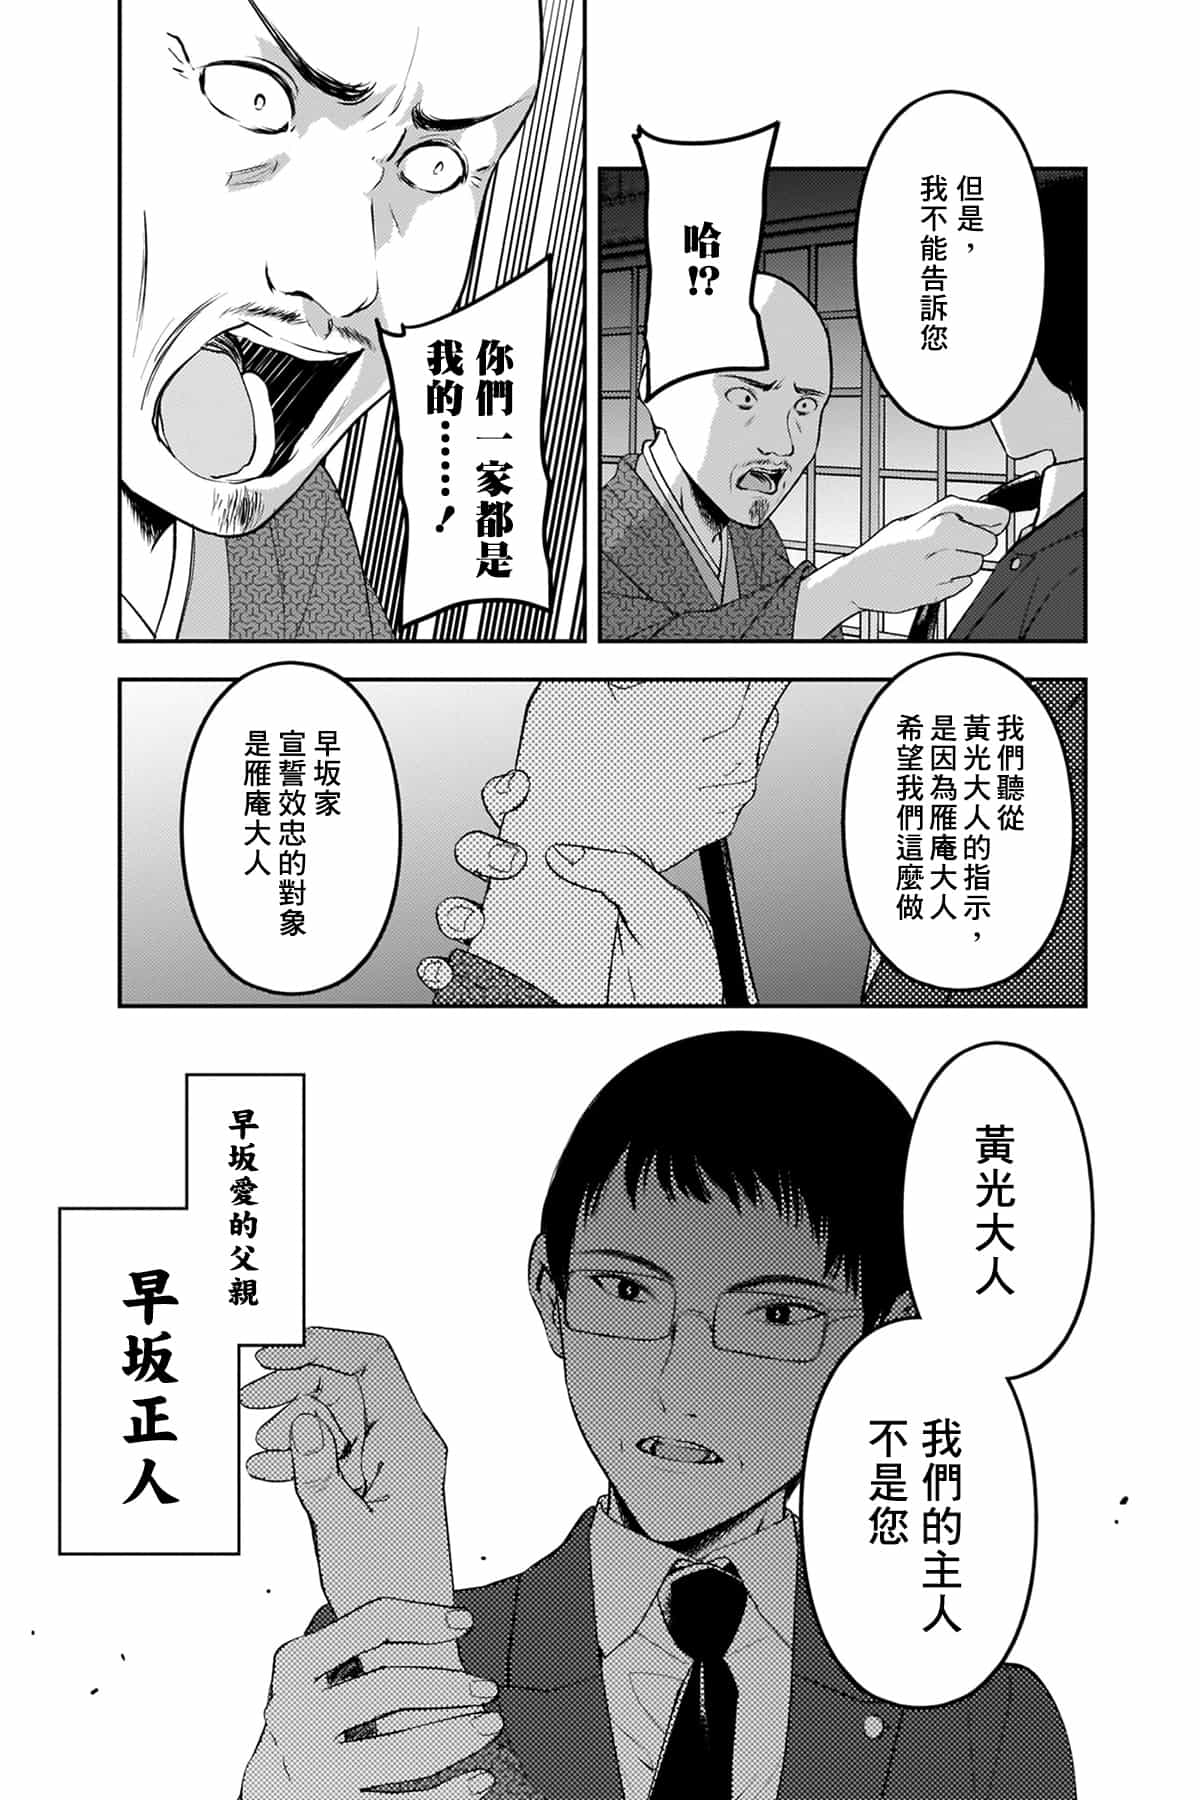 但是，
我不能告訴您
哈!?
你們一家都是
我的……！
我們聽從
黃光大人的指示，
是因為雁庵大人
希望我們這麼做
早坂家
宣誓效忠的對象
是雁庵大人
黃光大人
我們的主人
不是您
早坂愛的父親
早坂正人